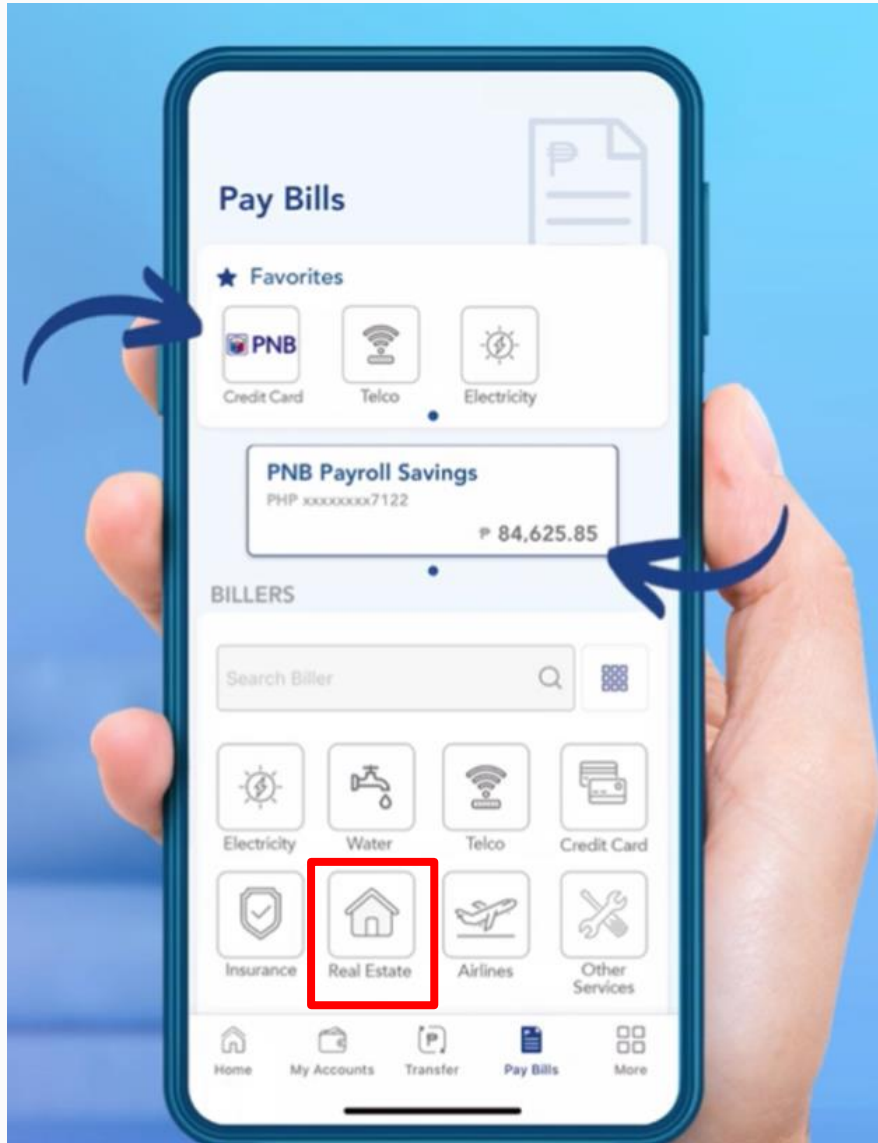 Pay Bills
Favorites
PNB
Credit Card Telco Electricity
PNB Payroll Savings
PHP xxxxxxxx7122
₱ 84,625.85
BILLERS
Search Biller
Electricity Water Telco Credit Card
Insurance Real Estate Airlines Other
Services
Home My Accounts Transfer Pay Bills More